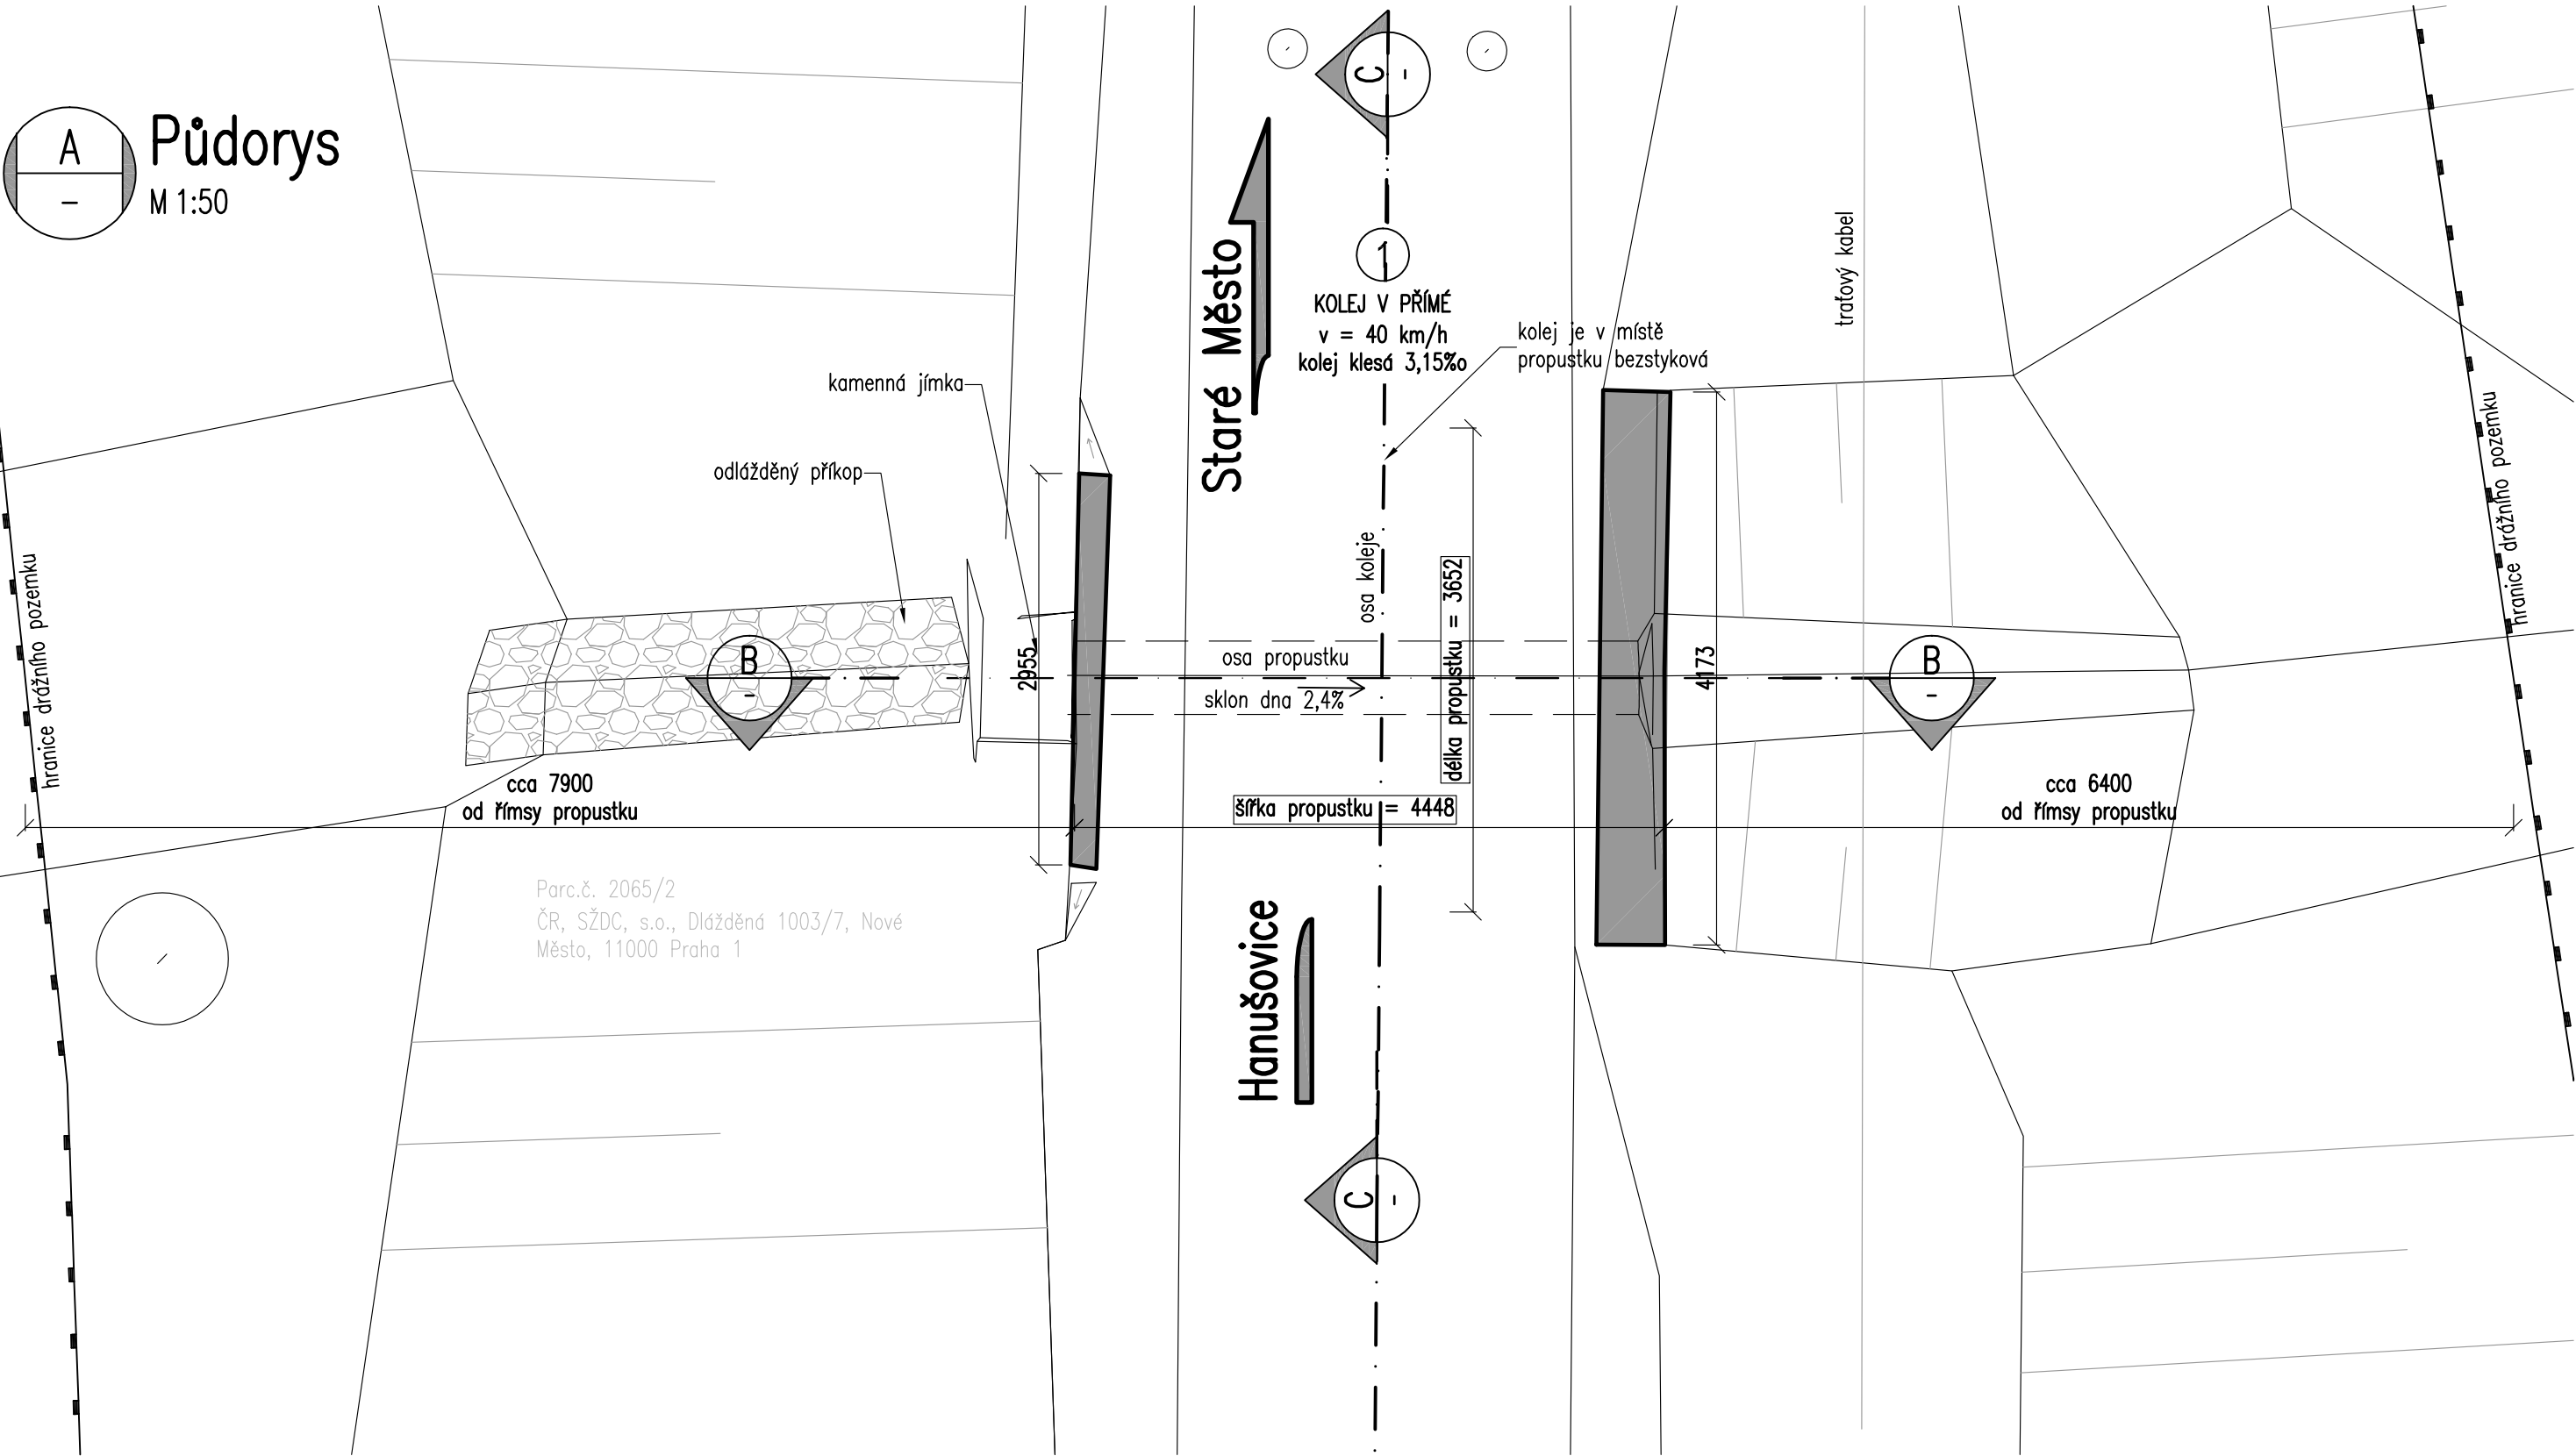 A
–
Půdorys
M 1:50
C
-
Staré Město
1
KOLEJ V PŘÍMÉ
v = 40 km/h
kolej klesá 3,15‰
kolej je v místě
propustku bezstyková
traťový kabel
kamenná jímka
odlážděný příkop
hranice drážního pozemku
hranice drážního pozemku
osa koleje
délka propustku = 3652
2955
4173
osa propustku
sklon dna 2,4%
B
-
B
-
cca 7900
od římsy propustku
šířka propustku = 4448
cca 6400
od římsy propustku
Parc.č. 2065/2
ČR, SŽDC, s.o., Dlážděná 1003/7, Nové
Město, 11000 Praha 1
Hanušovice
C
-